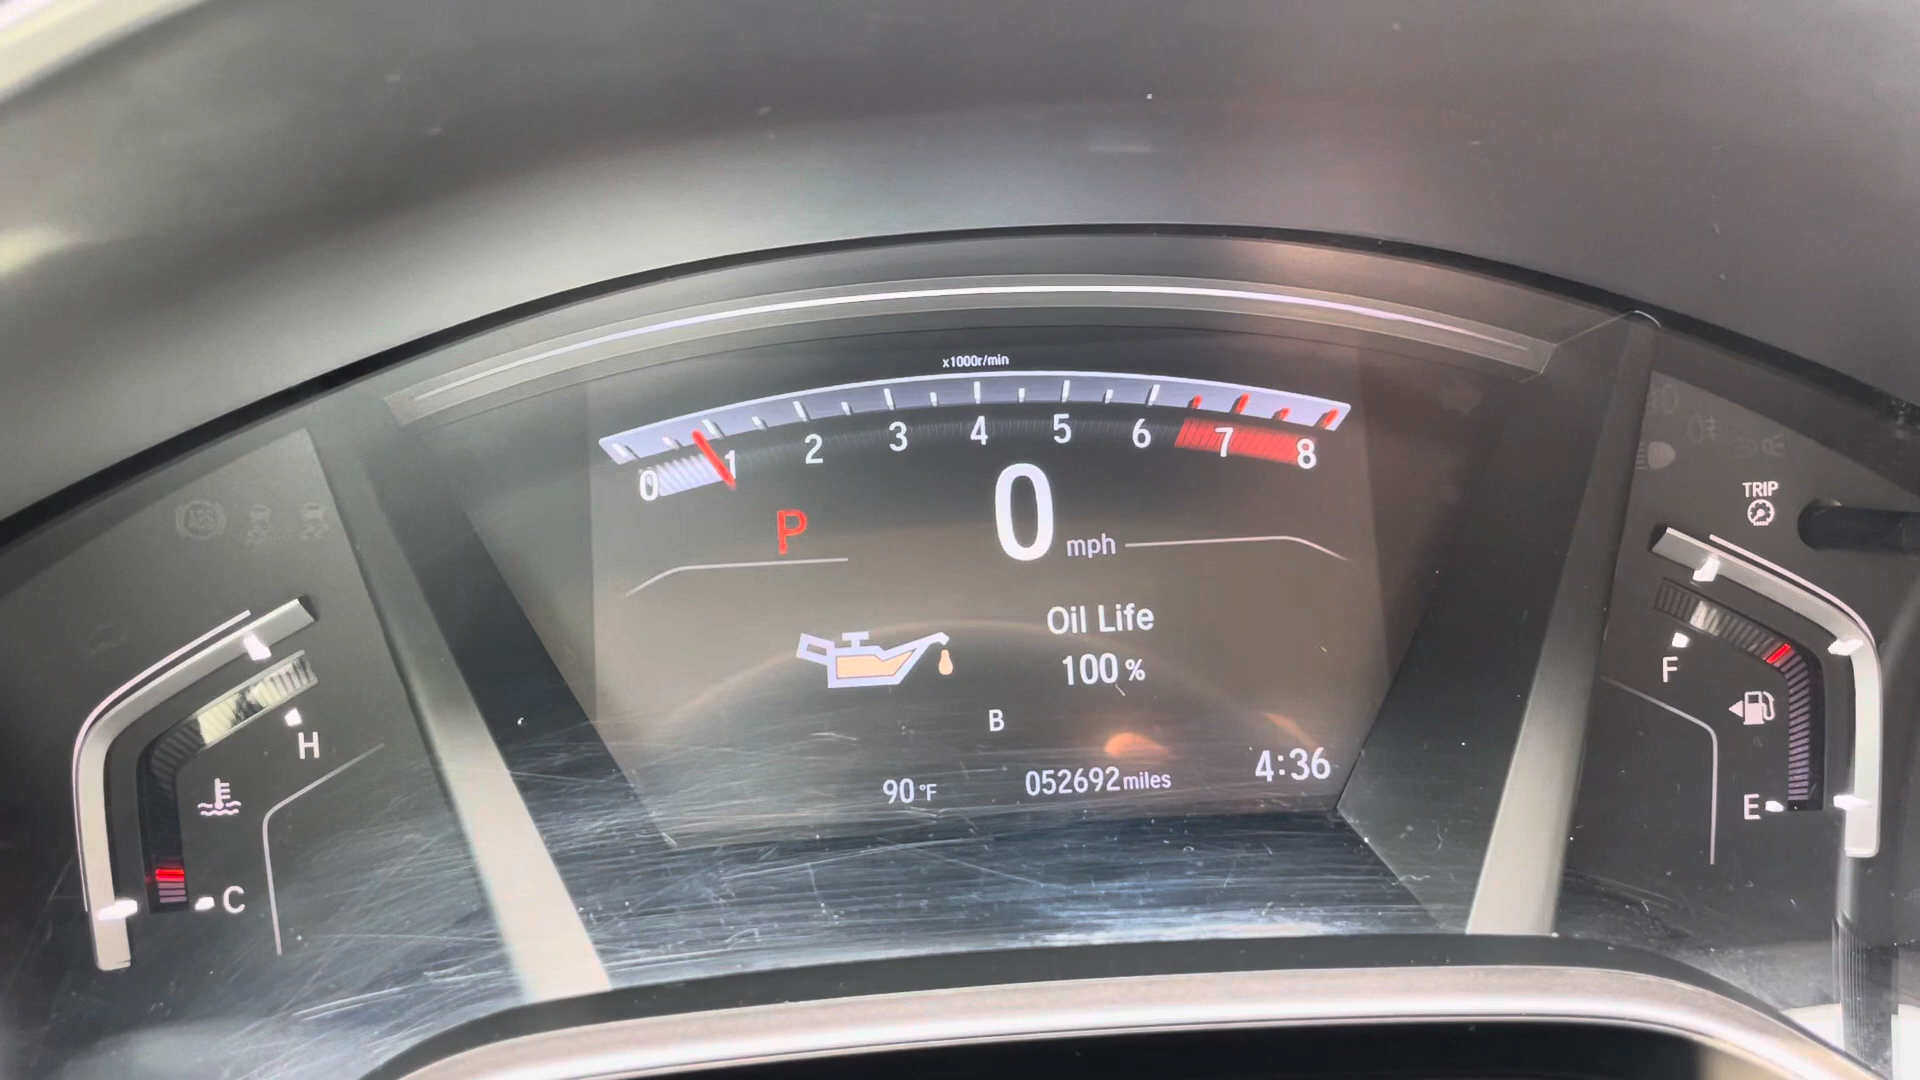 x1000r/min
0 1 2 3 4 5 6 7 8
P
0 mph
TRIP
Oil Life
100 %
B
90 °F
052692 miles
4:36
H
C
F
E